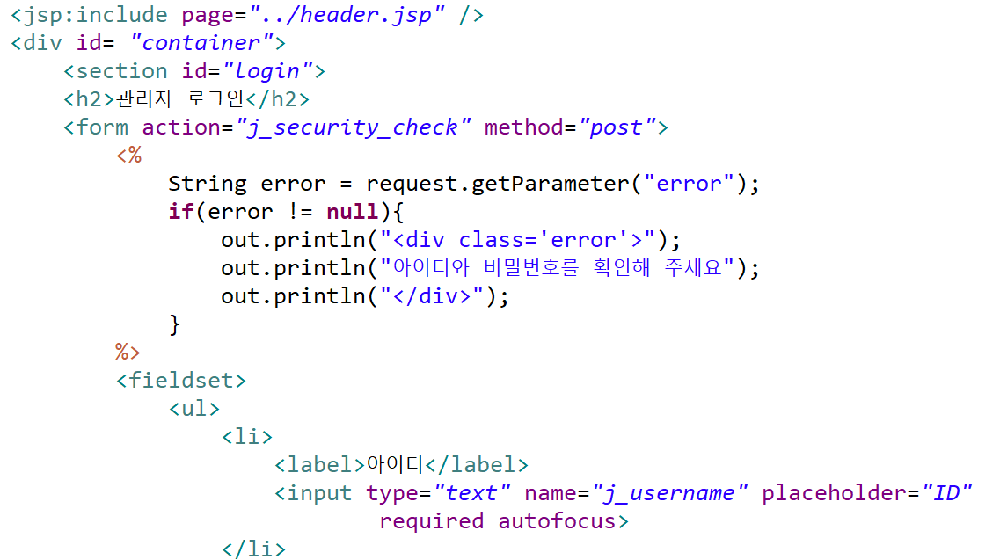 <jsp:include page="../header.jsp" />
<div id= "container">
    <section id="login">
    <h2>관리자 로그인</h2>
    <form action="j_security_check" method="post">
        <%
            String error = request.getParameter("error");
            if(error != null){
                out.println("<div class='error'>");
                out.println("아이디와 비밀번호를 확인해 주세요");
                out.println("</div>");
            }
        %>
        <fieldset>
            <ul>
                <li>
                    <label>아이디</label>
                    <input type="text" name="j_username" placeholder="ID"
                            required autofocus>
                </li>